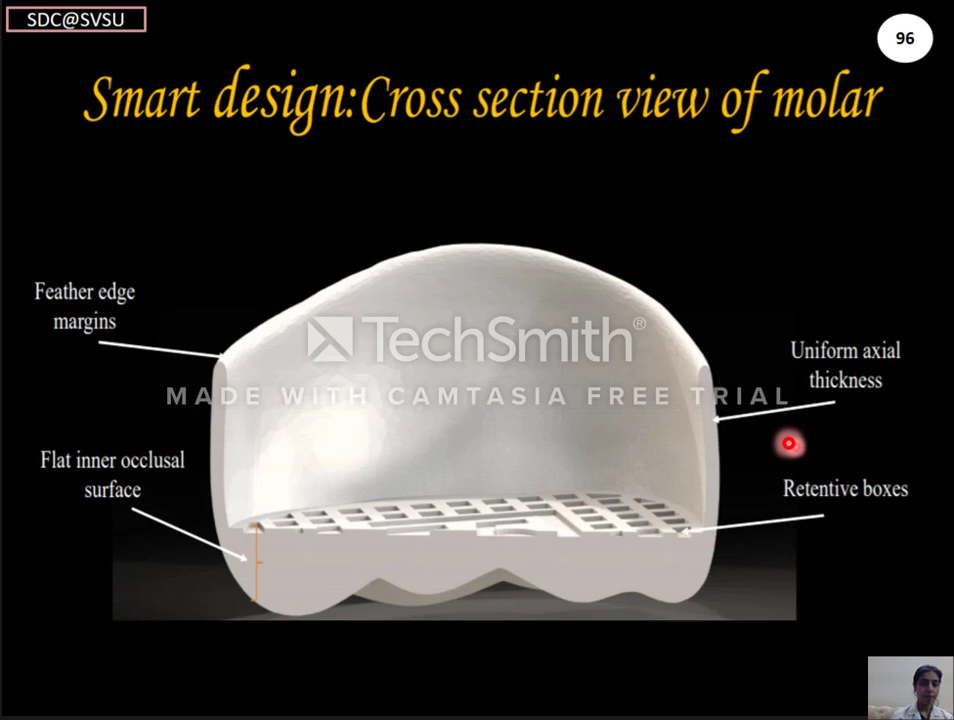 SDC@SVSU
96
Smart design:Cross section view of molar
Feather edge
margins
TechSmith®
MADE WITH CAMTASIA FREE TRIAL
Uniform axial
thickness
Flat inner occlusal
surface
Retentive boxes